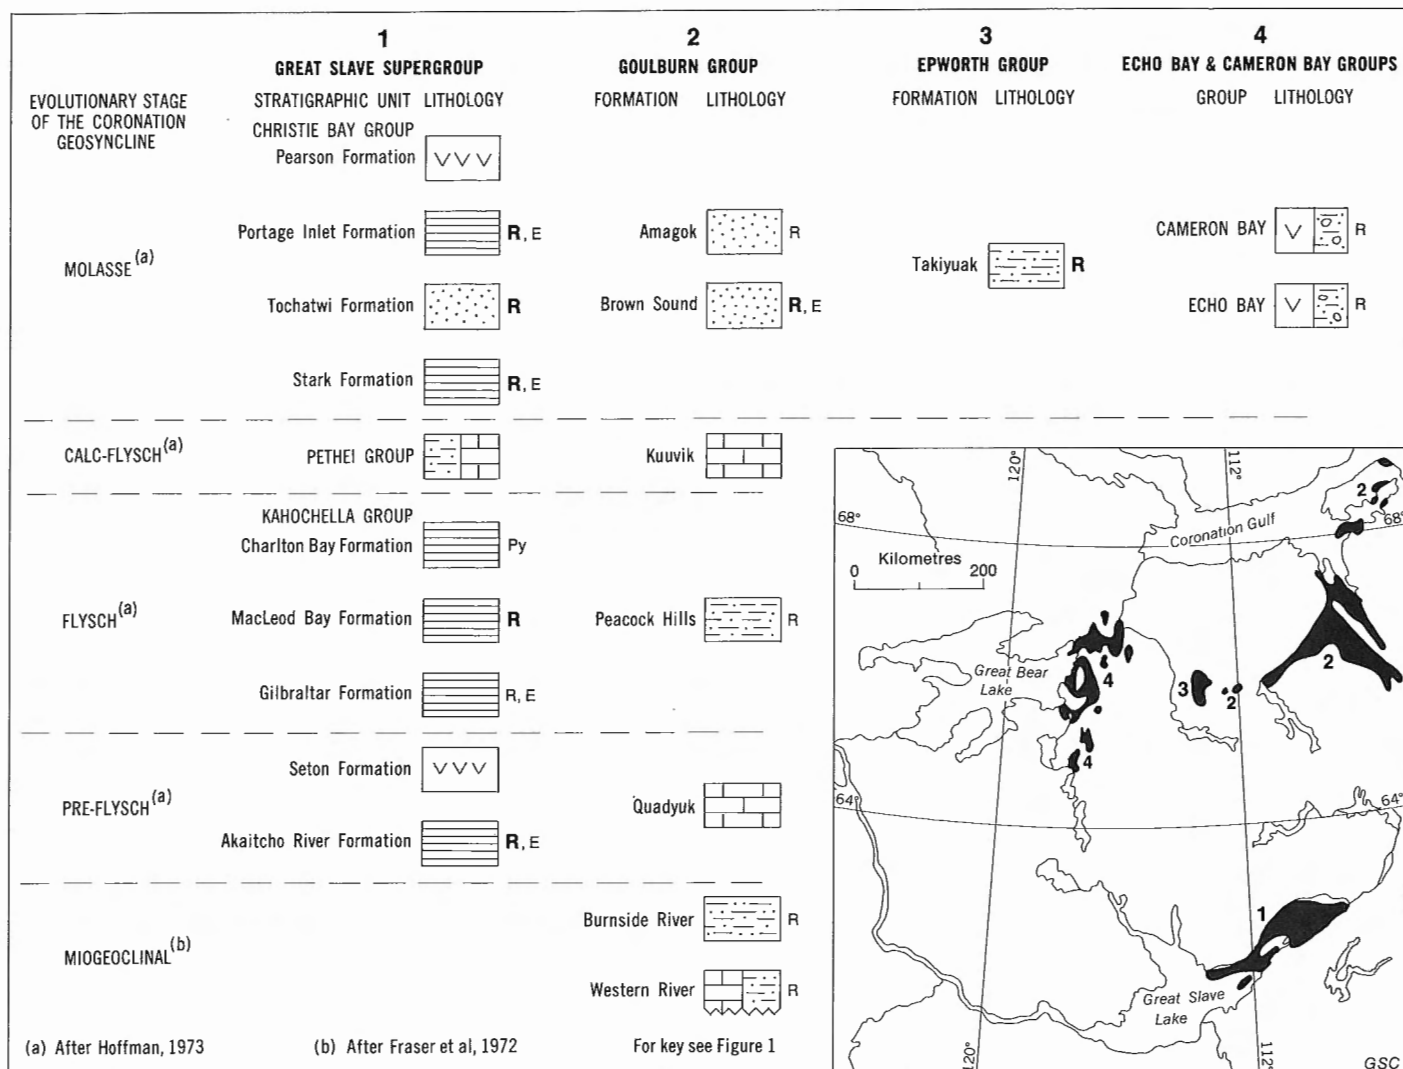 1 2 3 4
GREAT SLAVE SUPERGROUP GOULBURN GROUP EPWORTH GROUP ECHO BAY & CAMERON BAY GROUPS
EVOLUTIONARY STAGE
OF THE CORONATION
GEOSYNCLINE
STRATIGRAPHIC UNIT LITHOLOGY FORMATION LITHOLOGY FORMATION LITHOLOGY GROUP LITHOLOGY
CHRISTIE BAY GROUP
Pearson Formation
MOLASSE(a)
Portage Inlet Formation R, E Amagok R CAMERON BAY R
Takiyuak R
Tochatwi Formation R Brown Sound R, E ECHO BAY R
Stark Formation R, E
CALC-FLYSCH(a) PETHEI GROUP Kuuvik
KAHOCHELLA GROUP
Charlton Bay Formation Py
FLYSCH(a) MacLeod Bay Formation R Peacock Hills R
Gilbraltar Formation R, E
Seton Formation
PRE-FLYSCH(a) Quadyuk
Akaitcho River Formation R, E
Burnside River R
MIOGEOCLINAL(b)
Western River R
(a) After Hoffman, 1973 (b) After Fraser et al, 1972 For key see Figure 1
120° 112°
2
68° Coronation Gulf 68°
Kilometres
0 200
Great Bear
Lake
4 3 2 2
4
64° 64°
1
Great Slave
Lake
120° 112°
GSC